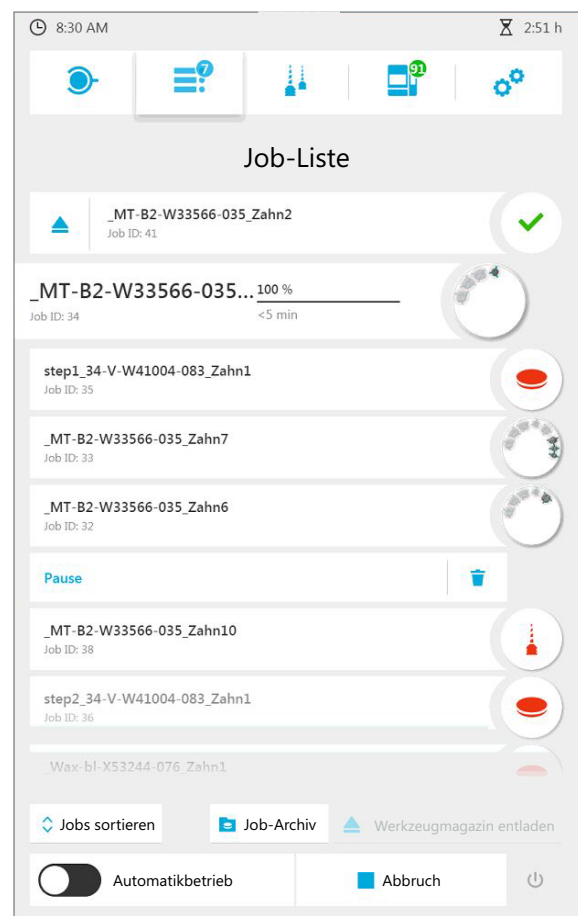 8:30 AM
2:51 h
7
91
Job-Liste
_MT-B2-W33566-035_Zahn2
Job ID: 41
_MT-B2-W33566-035... 100 %
Job ID: 34
<5 min
step1_34-V-W41004-083_Zahn1
Job ID: 35
_MT-B2-W33566-035_Zahn7
Job ID: 33
_MT-B2-W33566-035_Zahn6
Job ID: 32
Pause
_MT-B2-W33566-035_Zahn10
Job ID: 38
step2_34-V-W41004-083_Zahn1
Job ID: 36
_Wax-bl-X53244-076_Zahn1
Jobs sortieren
Job-Archiv
Werkzeugmagazin entladen
Automatikbetrieb
Abbruch